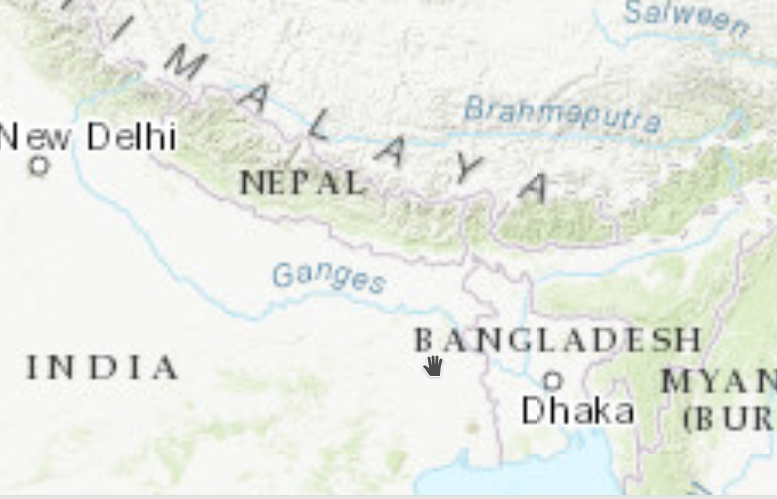 Salween
I M A L A Y A
Brahmaputra
New Delhi
NEPAL
Ganges
BANGLADESH
INDIA
MYAN
(BUR
Dhaka